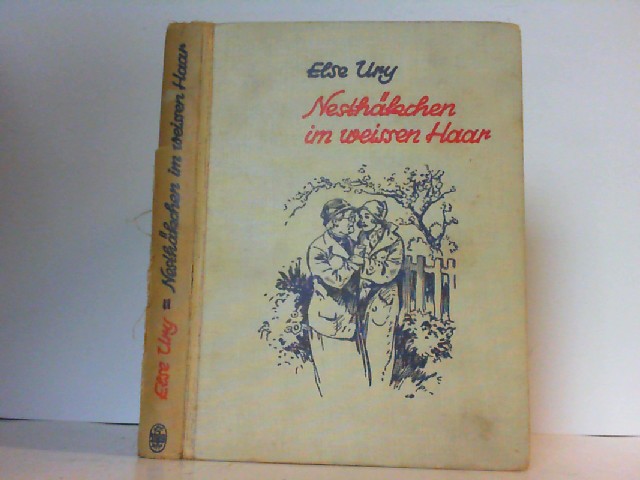 Else Ury
Nesthäkchen
im weissen Haar
Else Ury = Nesthäkchen im weissen Haar